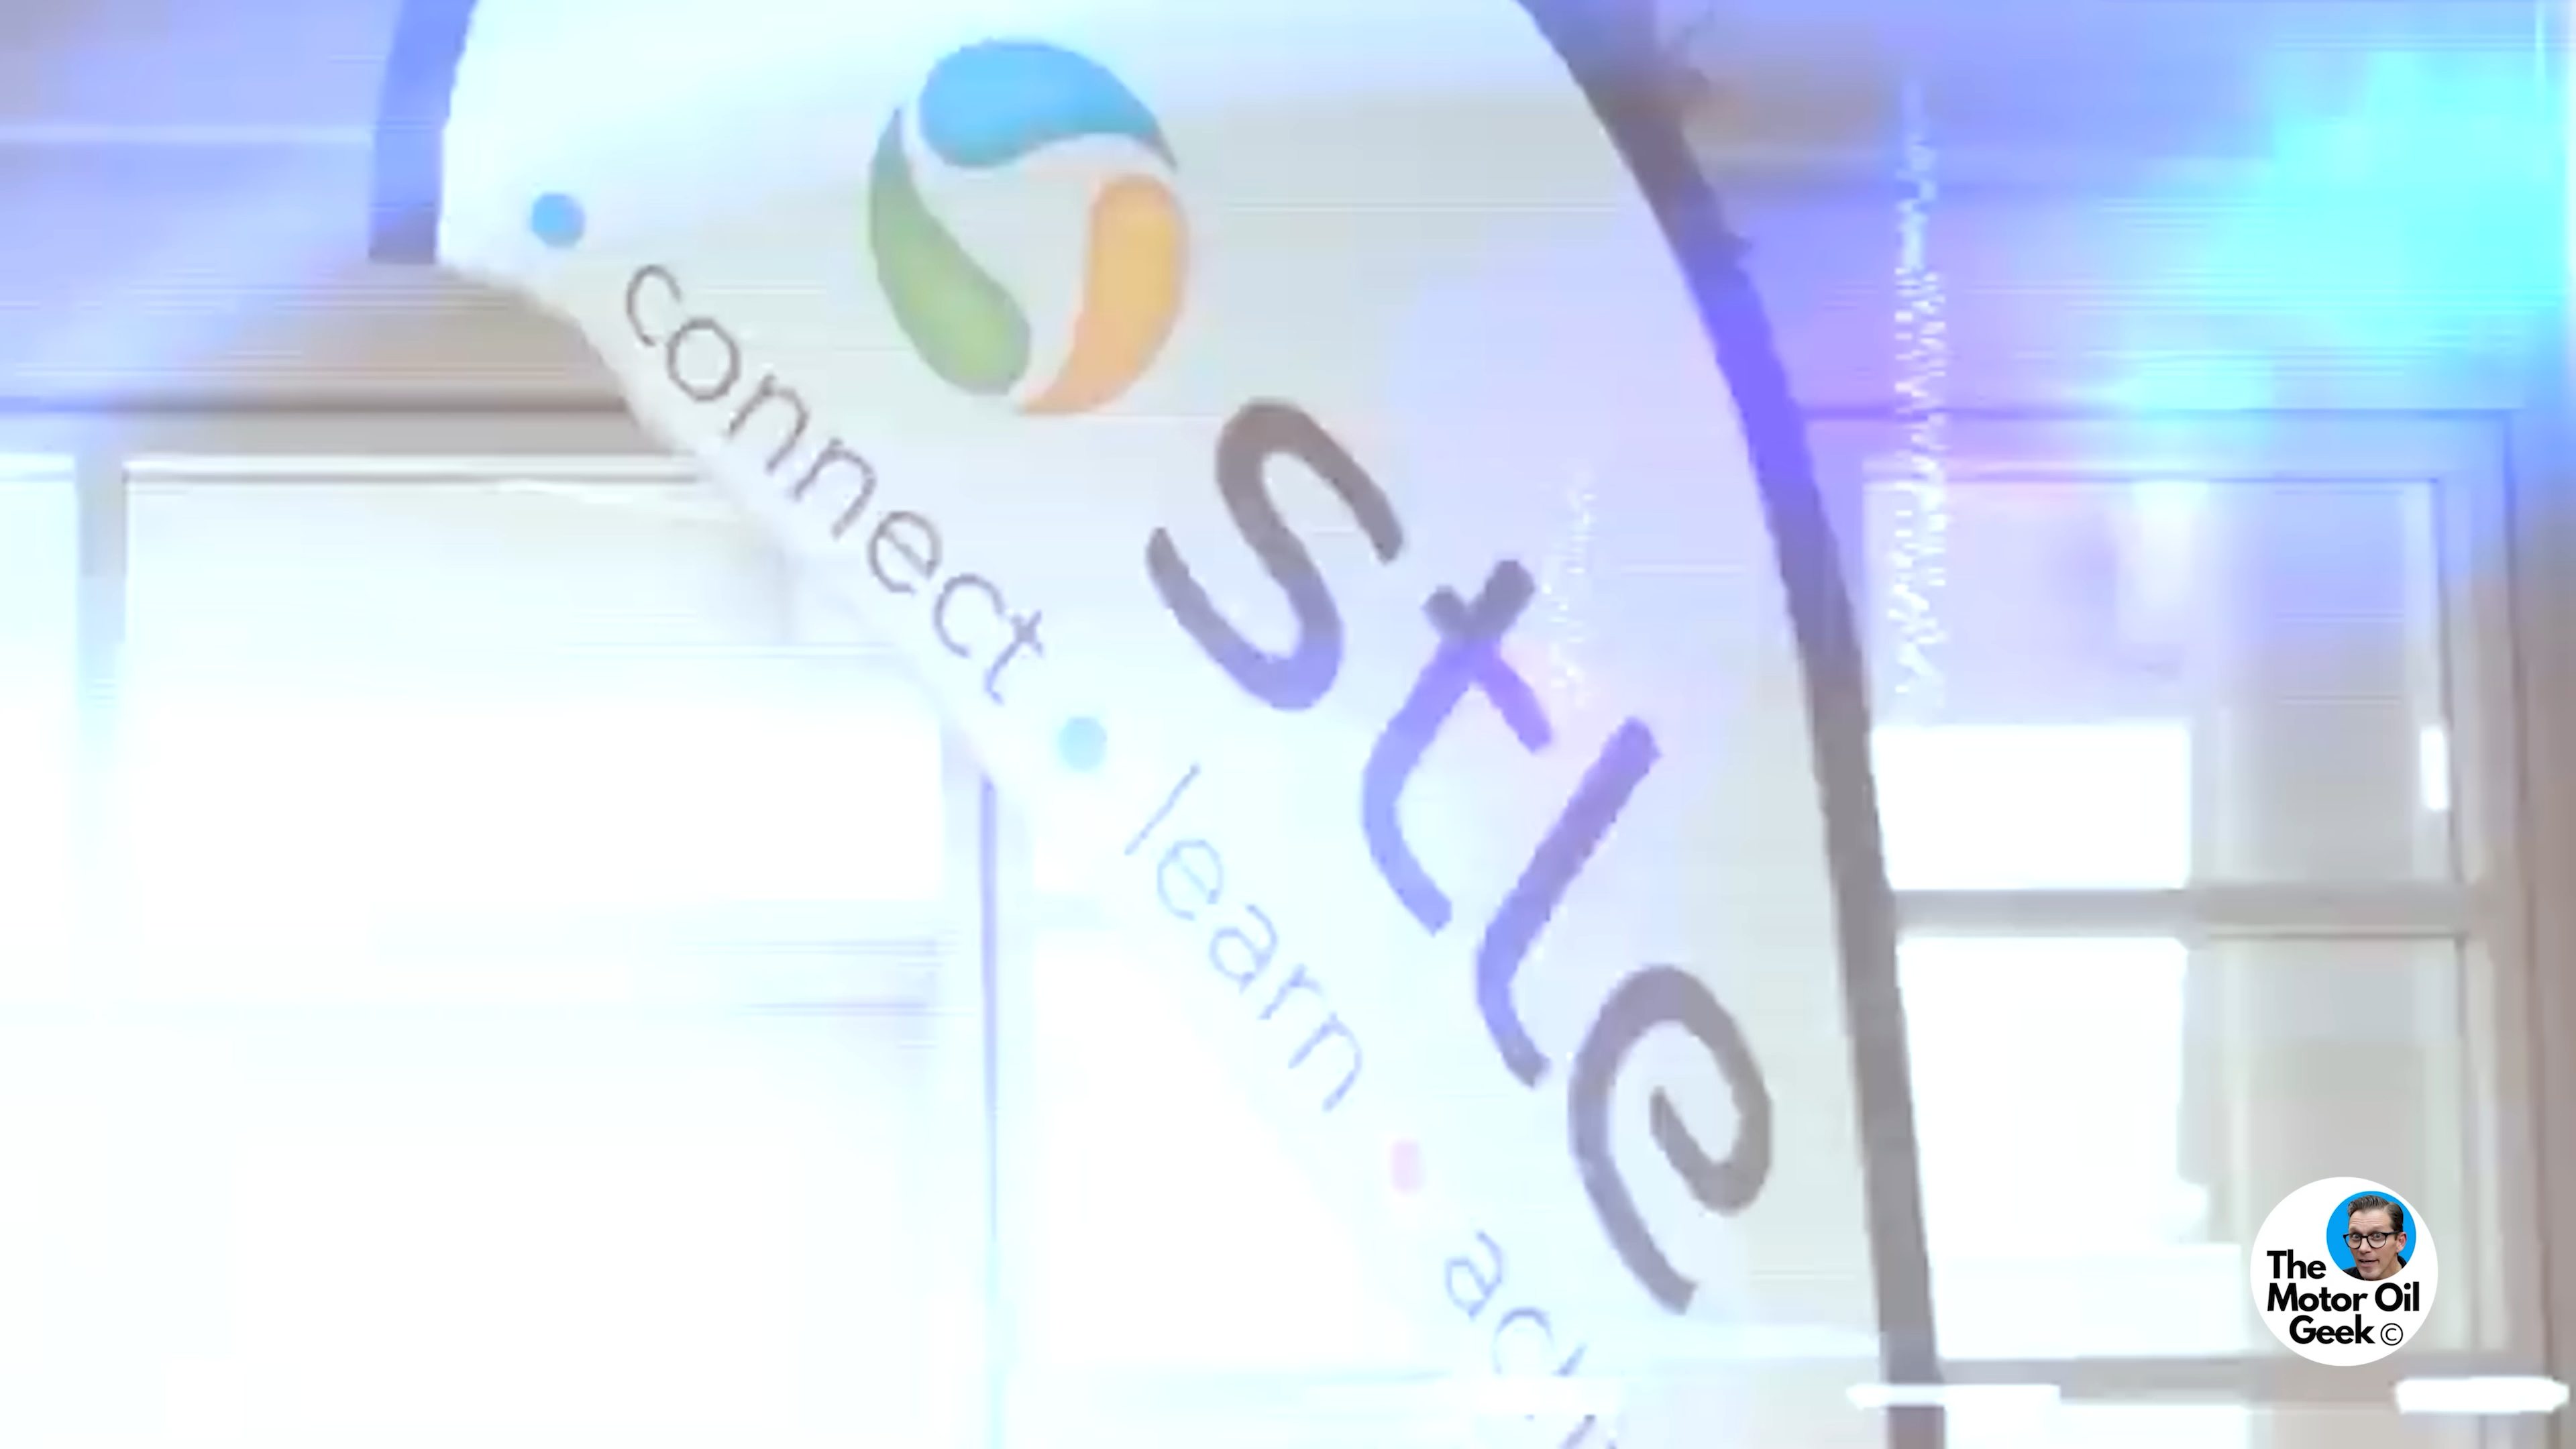 STLE
connect • learn •
The
Motor Oil
Geek ©